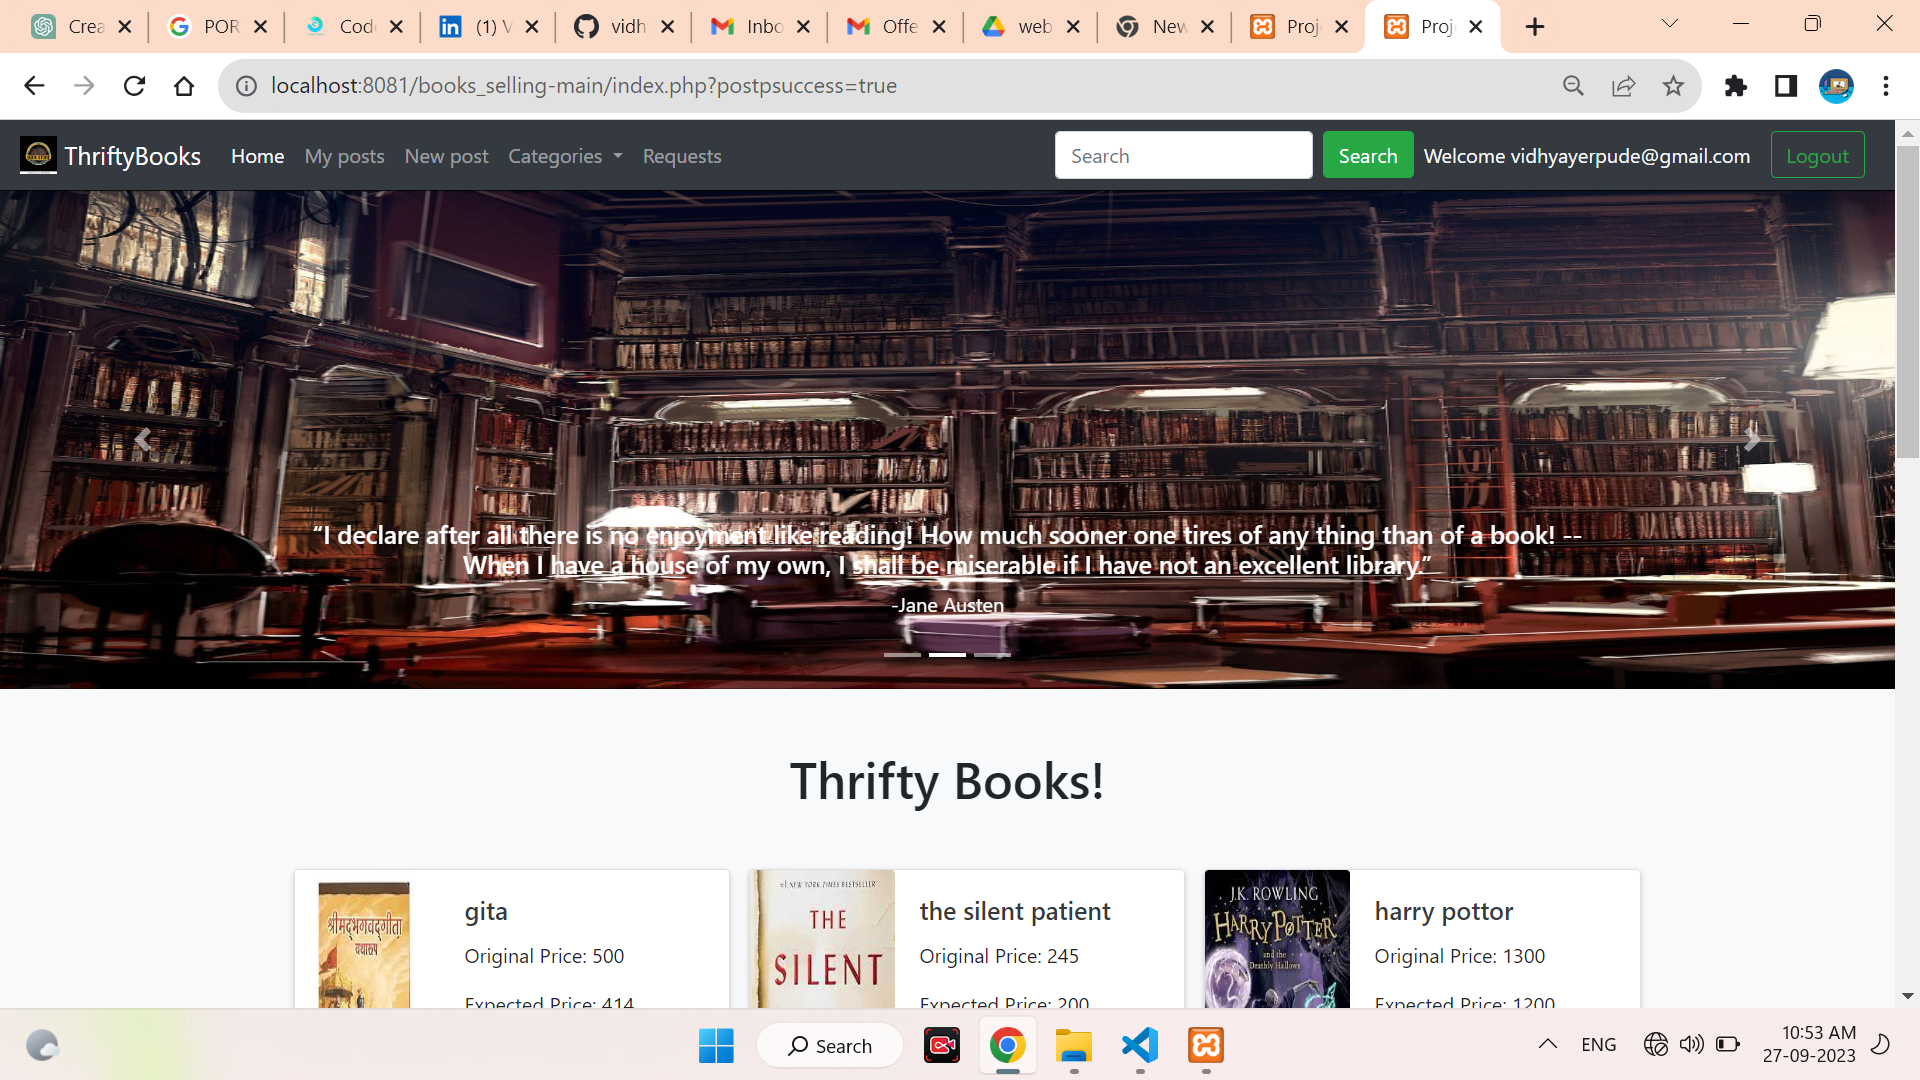 Crea
POR
Cod
(1) V
vidh
Inbo
Offe
web
New
Proj
Proj
localhost:8081/books_selling-main/index.php?postpsuccess=true
ThriftyBooks
Home
My posts
New post
Categories
Requests
Search
Search
Welcome vidhyayerpude@gmail.com
Logout
“I declare after all there is no enjoyment like reading! How much sooner one tires of any thing than of a book! --
When I have a house of my own, I shall be miserable if I have not an excellent library.”
-Jane Austen
Thrifty Books!
श्रीमद्भगवद्गीता
यथारूप
gita
Original Price: 500
Expected Price: 414
#1 NEW YORK TIMES BESTSELLER
THE
SILENT
the silent patient
Original Price: 245
Expected Price: 200
J.K. ROWLING
HARRY POTTER
and the
Deathly Hallows
harry pottor
Original Price: 1300
Expected Price: 1200
Search
ENG
10:53 AM
27-09-2023